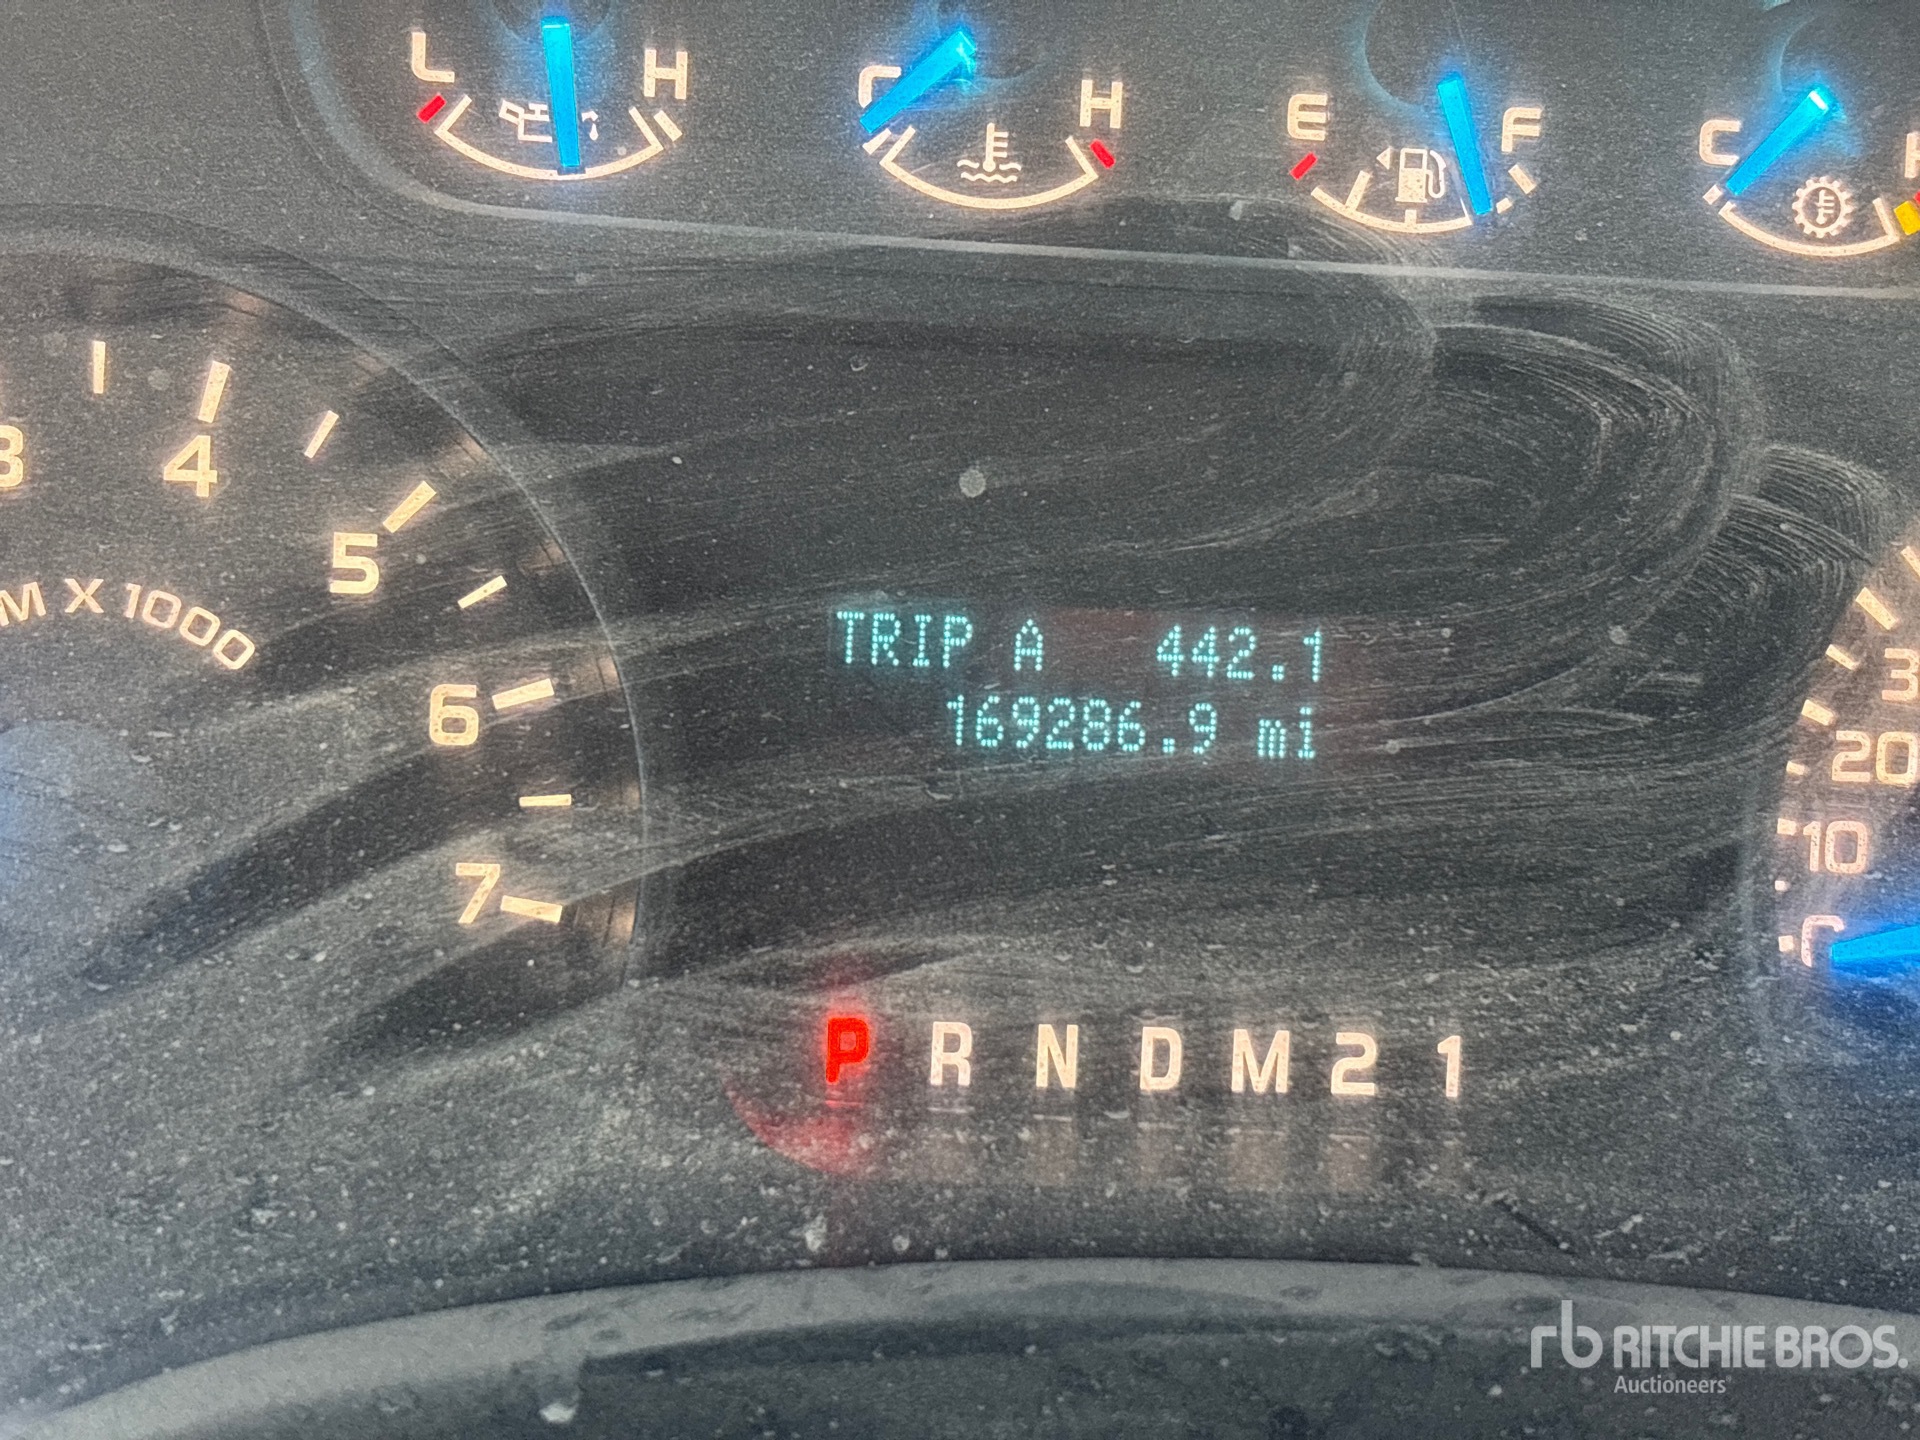 L H C H E F C H
3 4 5 6 7
M X 1000
TRIP A 442.1
169286.9 mi
3
20
10
P R N D M 2 1
rb RITCHIE BROS.
Auctioneers